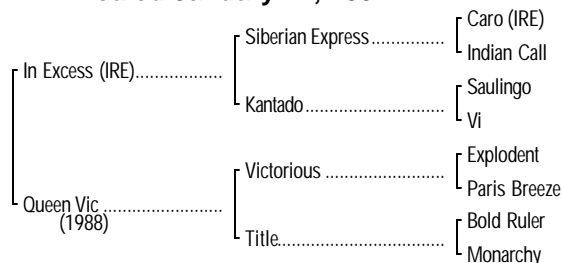 Caro (IRE)
Siberian Express................
Indian Call
In Excess (IRE)...................
Saulingo
Kantado..............................
Vi
Explodent
Victorious ..........................
Paris Breeze
Queen Vic ..........................
(1988)
Bold Ruler
Title....................................
Monarchy